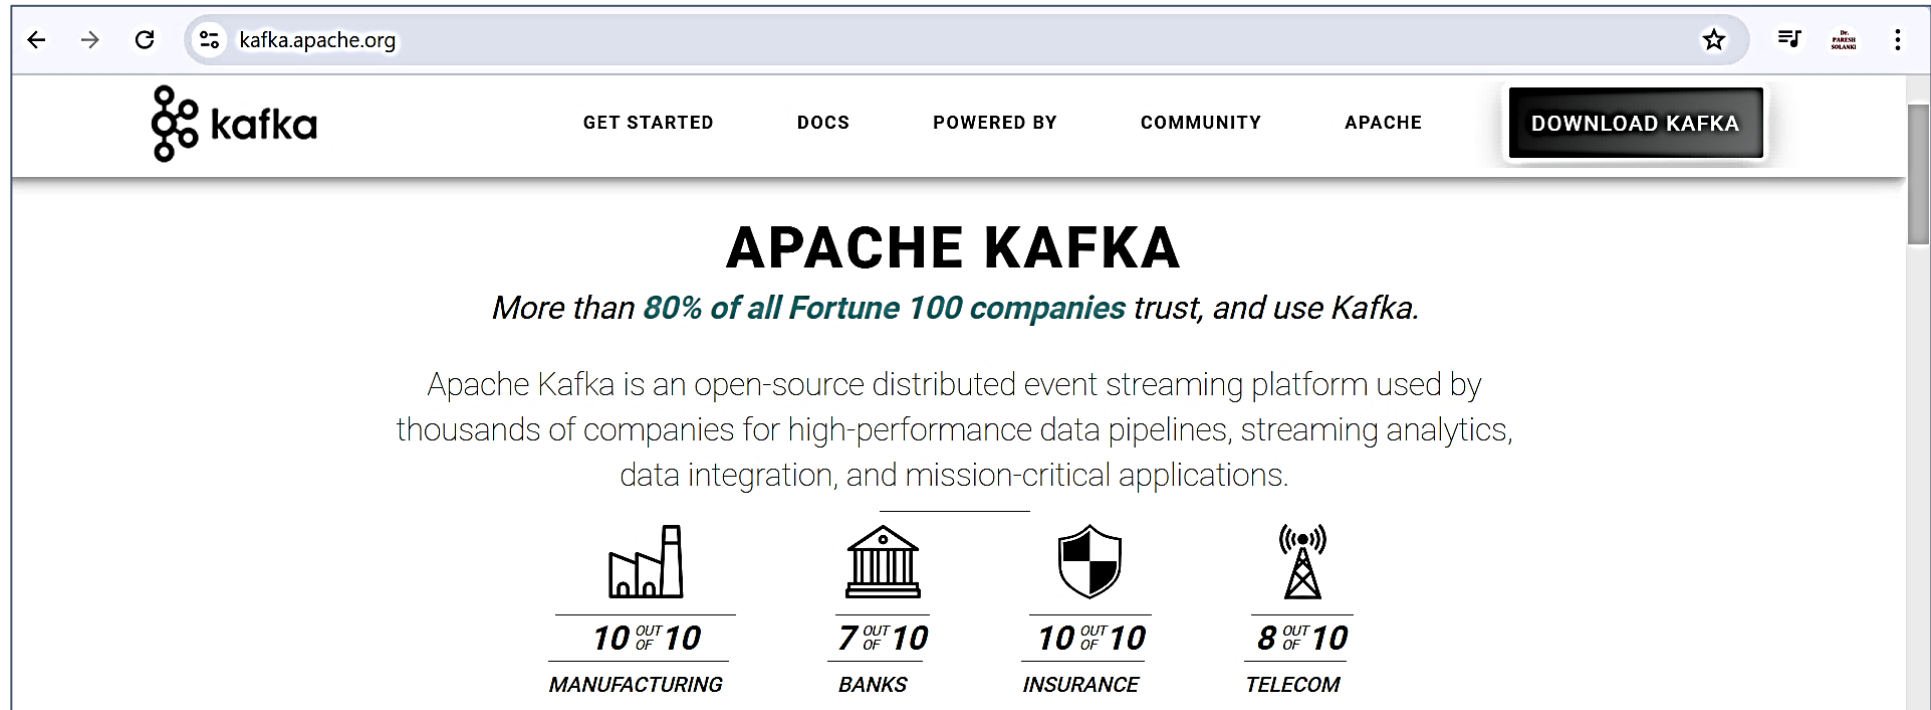 kafka.apache.org
Dr.
PARESH
SOLANKI
kafka
GET STARTED DOCS POWERED BY COMMUNITY APACHE DOWNLOAD KAFKA
APACHE KAFKA
More than 80% of all Fortune 100 companies trust, and use Kafka.
Apache Kafka is an open-source distributed event streaming platform used by
thousands of companies for high-performance data pipelines, streaming analytics,
data integration, and mission-critical applications.
10 OUT OF 10 7 OUT OF 10 10 OUT OF 10 8 OUT OF 10
MANUFACTURING BANKS INSURANCE TELECOM